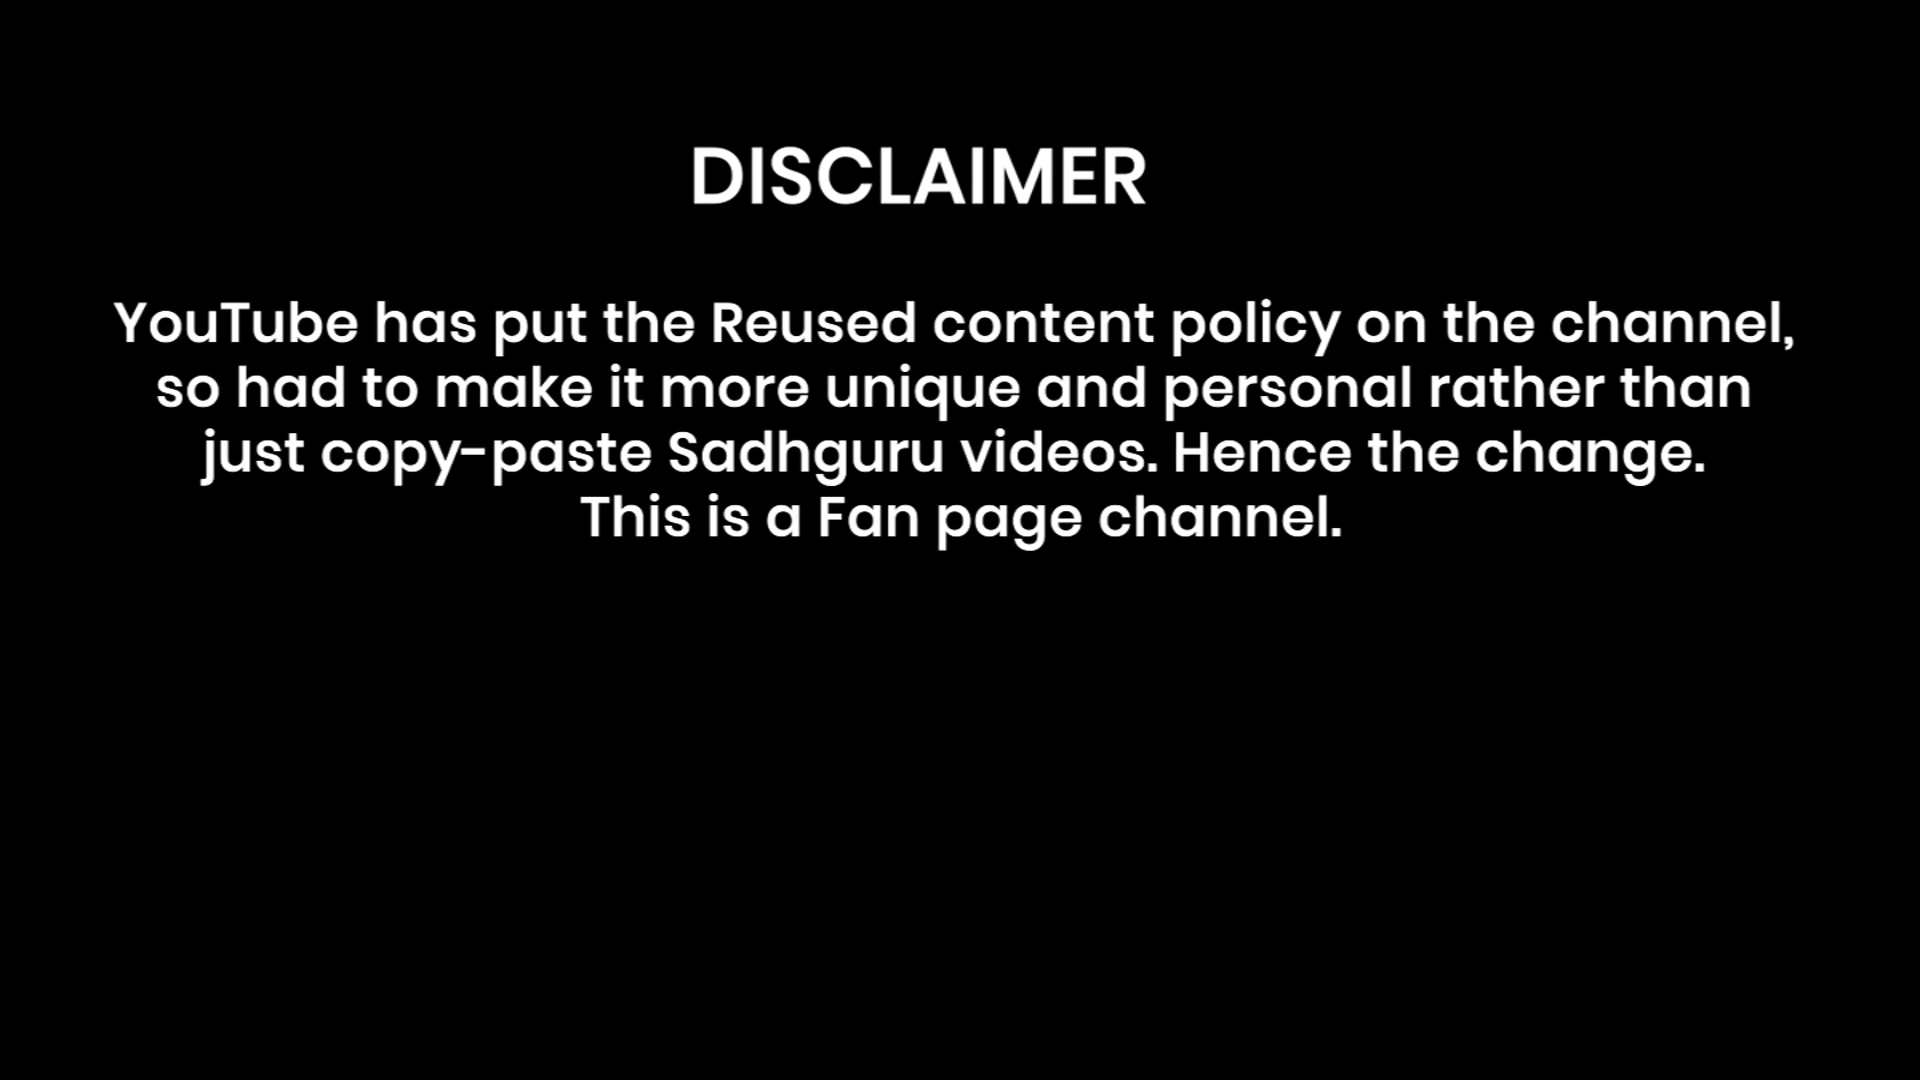 DISCLAIMER
YouTube has put the Reused content policy on the channel,
so had to make it more unique and personal rather than
just copy-paste Sadhguru videos. Hence the change.
This is a Fan page channel.